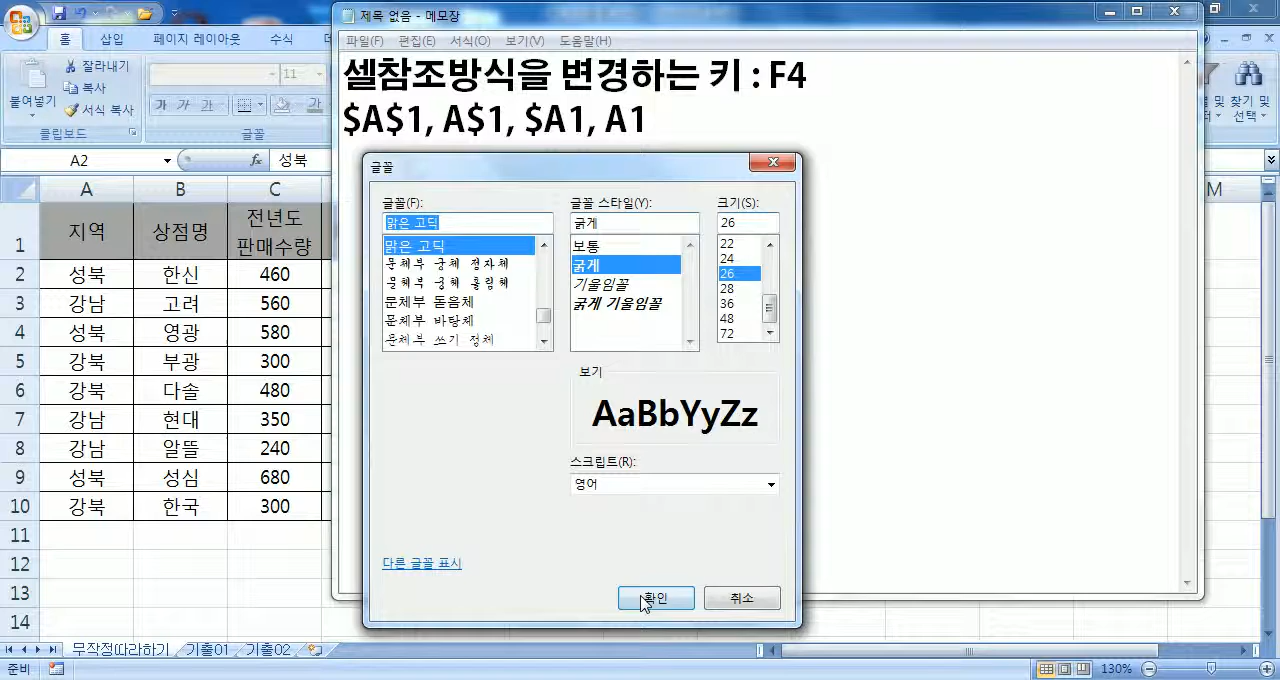 제목 없음 - 메모장
홈 삽입 페이지 레이아웃 수식
파일(F) 편집(E) 서식(O) 보기(V) 도움말(H)
붙여넣기
잘라내기
복사
서식 복사
클립보드
11
가 가 가 가
글꼴
찾기 및
선택
셀참조방식을 변경하는 키 : F4
$A$1, A$1, $A1, A1
A2 fx 성북
A B C M
1 지역 상점명 전년도
판매수량
2 성북 한신 460
3 강남 고려 560
4 성북 영광 580
5 강북 부광 300
6 강북 다솔 480
7 강남 현대 350
8 강남 알뜰 240
9 성북 성심 680
10 강북 한국 300
11
12
13
14
글꼴
글꼴(F): 글꼴 스타일(Y): 크기(S):
맑은 고딕 굵게 26
맑은 고딕
문체부 궁체 정자체
문체부 궁체 흘림체
문체부 돋음체
문체부 바탕체
문체부 쓰기 정체
보통
굵게
기울임꼴
굵게 기울임꼴
22
24
26
28
36
48
72
보기
AaBbYyZz
스크립트(R):
영어
다른 글꼴 표시
확인 취소
무작정따라하기 기출01 기출02
준비 130%